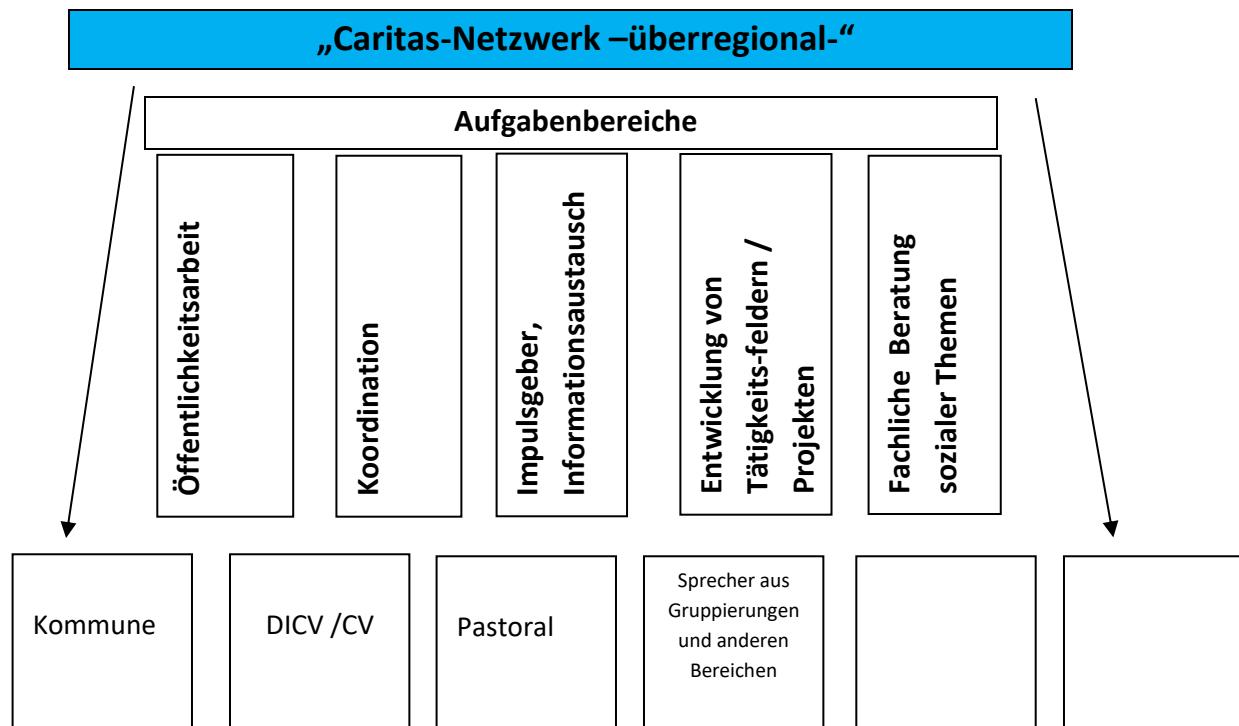 „Caritas-Netzwerk –überregional-“
Aufgabenbereiche
Öffentlichkeitsarbeit
Koordination
Impulsgeber,
Informationsaustausch
Entwicklung von
Tätigkeits-feldern /
Projekten
Fachliche Beratung
sozialer Themen
Kommune
DICV /CV
Pastoral
Sprecher aus
Gruppierungen
und anderen
Bereichen